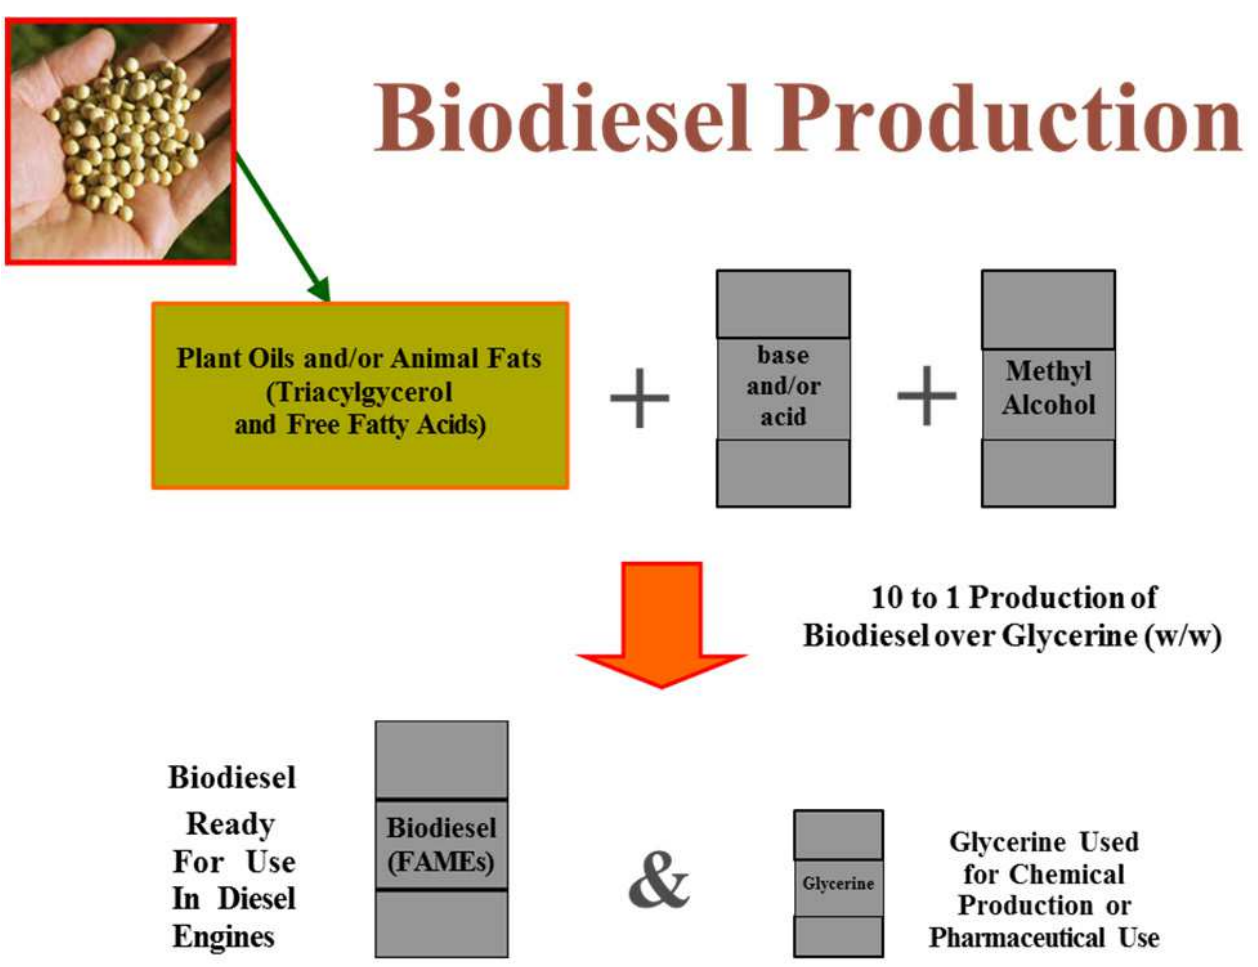 Biodiesel Production
Plant Oils and/or Animal Fats
(Triacylgycerol
and Free Fatty Acids)
+
base
and/or
acid
+
Methyl
Alcohol
10 to 1 Production of
Biodiesel over Glycerine (w/w)
Biodiesel
Ready
For Use
In Diesel
Engines
Biodiesel
(FAMEs)
&
Glycerine
Glycerine Used
for Chemical
Production or
Pharmaceutical Use